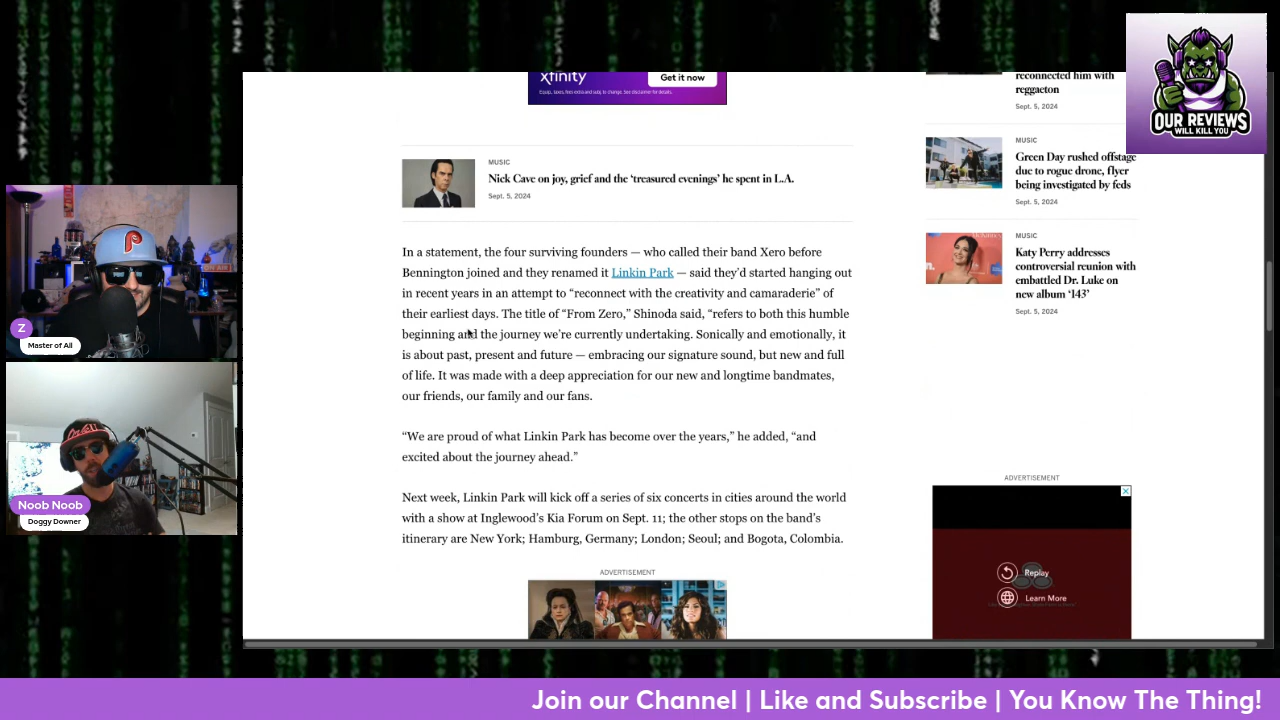 xfinity
Get it now
reconnected him with
reggaeton
Sept. 5, 2024
OUR REVIEWS
WILL KILL YOU
MUSIC
Nick Cave on joy, grief and the ‘treasured evenings’ he spent in L.A.
Sept. 5, 2024
MUSIC
Green Day rushed offstage
due to rogue drone, flyer
being investigated by feds
Sept. 5, 2024
MUSIC
Katy Perry addresses
controversial reunion with
embattled Dr. Luke on
new album ‘143’
Sept. 5, 2024
In a statement, the four surviving founders — who called their band Xero before
Bennington joined and they renamed it Linkin Park — said they’d started hanging out
in recent years in an attempt to “reconnect with the creativity and camaraderie” of
their earliest days. The title of “From Zero,” Shinoda said, “refers to both this humble
beginning and the journey we’re currently undertaking. Sonically and emotionally, it
is about past, present and future — embracing our signature sound, but new and full
of life. It was made with a deep appreciation for our new and longtime bandmates,
our friends, our family and our fans.
“We are proud of what Linkin Park has become over the years,” he added, “and
excited about the journey ahead.”
Next week, Linkin Park will kick off a series of six concerts in cities around the world
with a show at Inglewood’s Kia Forum on Sept. 11; the other stops on the band’s
itinerary are New York; Hamburg, Germany; London; Seoul; and Bogota, Colombia.
ADVERTISEMENT
ADVERTISEMENT
Replay
Learn More
ON AIR
P
Z
Master of All
Noob Noob
Doggy Downer
Join our Channel | Like and Subscribe | You Know The Thing!